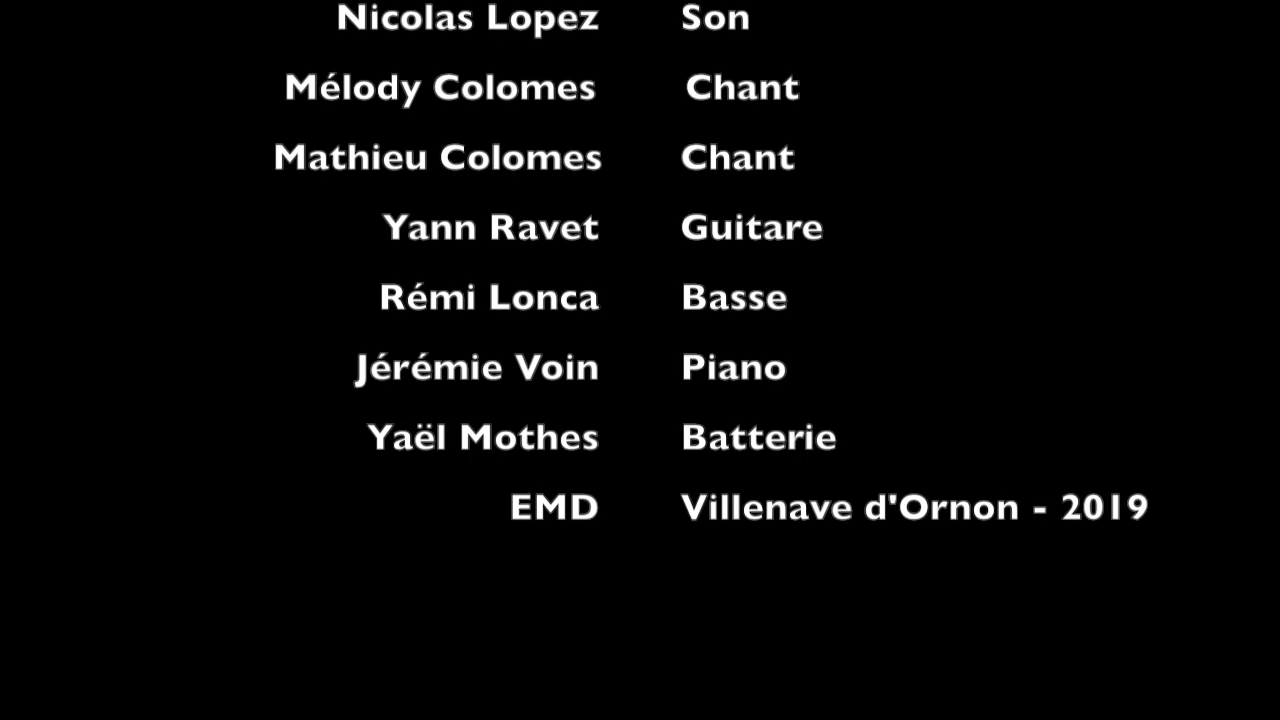 Nicolas Lopez Son
Mélody Colomes Chant
Mathieu Colomes Chant
Yann Ravet Guitare
Rémi Lonca Basse
Jérémie Voin Piano
Yaël Mothes Batterie
EMD Villenave d'Ornon - 2019